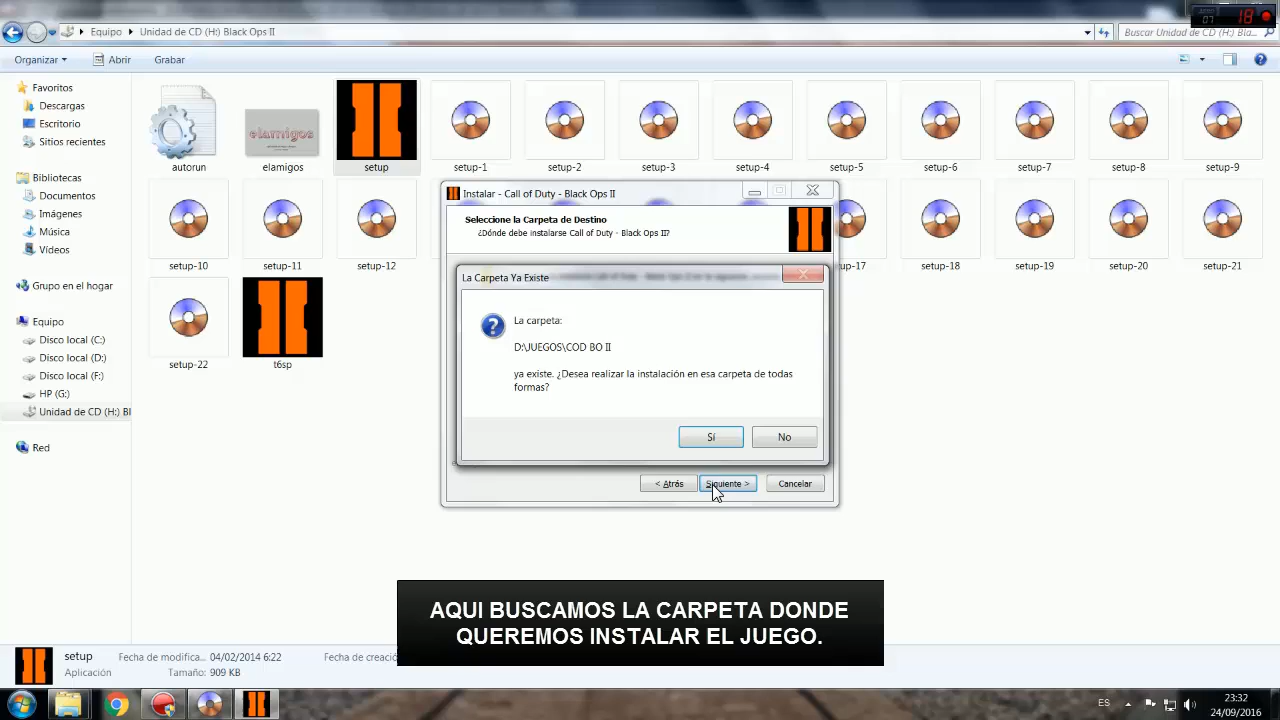 07
18
Equipo
Unidad de CD (H:) Black Ops II
Buscar Unidad de CD (H:) Bla...
Organizar
Abrir
Grabar
Favoritos
Descargas
Escritorio
Sitios recientes
Bibliotecas
Documentos
Imágenes
Música
Vídeos
Grupo en el hogar
Equipo
Disco local (C:)
Disco local (D:)
Disco local (F:)
HP (G:)
Unidad de CD (H:) Bl
Red
elamigos
autorun
elamigos
setup
setup-1
setup-2
setup-3
setup-4
setup-5
setup-6
setup-7
setup-8
setup-9
setup-10
setup-11
setup-12
-17
setup-18
setup-19
setup-20
setup-21
setup-22
t6sp
Instalar - Call of Duty - Black Ops II
Seleccione la Carpeta de Destino
¿Dónde debe instalarse Call of Duty - Black Ops II?
La Carpeta Ya Existe
La carpeta:
D:\JUEGOS\COD BO II
ya existe. ¿Desea realizar la instalación en esa carpeta de todas
formas?
Sí
No
< Atrás
Siguiente >
Cancelar
AQUI BUSCAMOS LA CARPETA DONDE
QUEREMOS INSTALAR EL JUEGO.
setup
Fecha de modifica...
04/02/2014 6:22
Fecha de creació
Aplicación
Tamaño:
909 KB
ES
23:32
24/09/2016